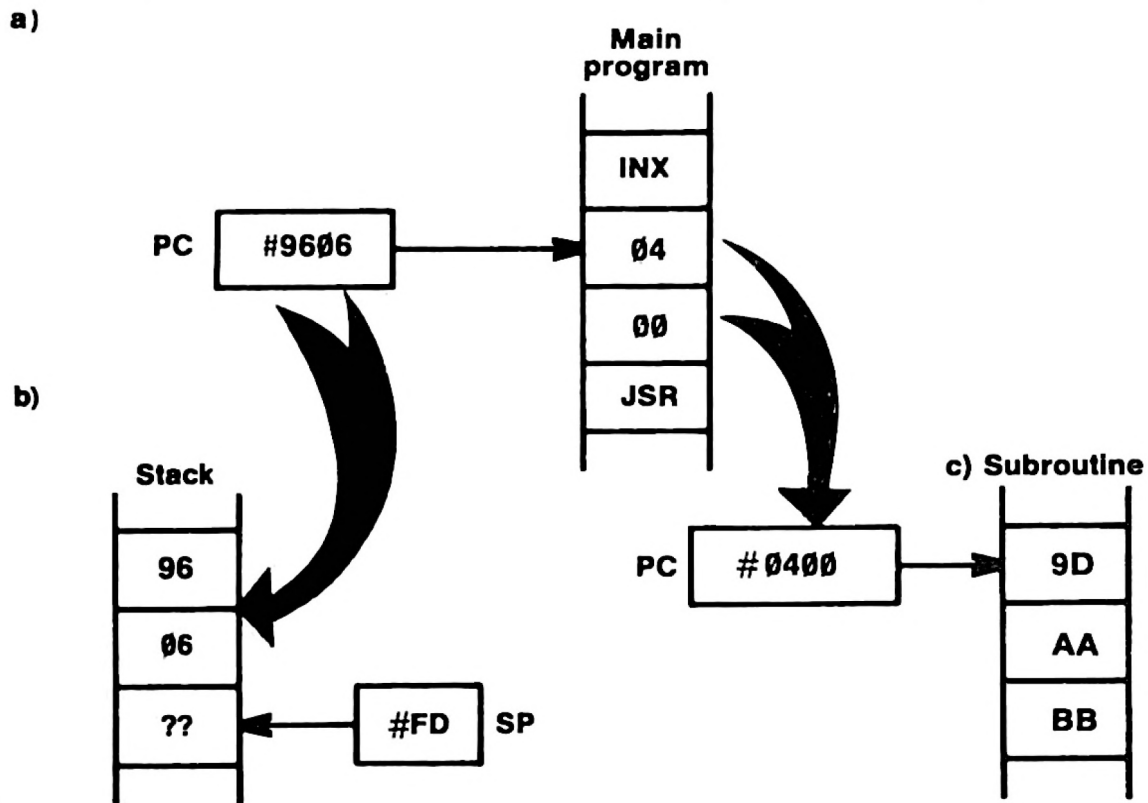 a)
Main
program
INX
PC
#96Ø6
Ø4
ØØ
JSR
b)
Stack
96
Ø6
??
#FD
SP
c) Subroutine
PC
#Ø4ØØ
9D
AA
BB